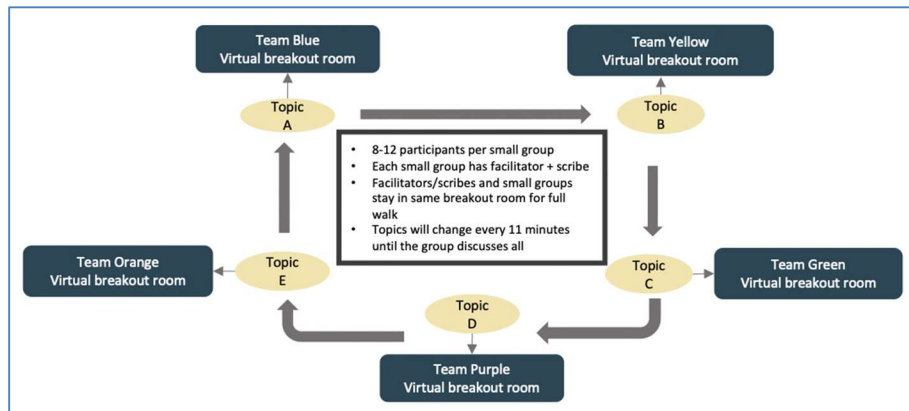 Team Blue
Virtual breakout room
Team Yellow
Virtual breakout room
Topic
A
Topic
B
• 8-12 participants per small group
• Each small group has facilitator + scribe
• Facilitators/scribes and small groups
stay in same breakout room for full
walk
• Topics will change every 11 minutes
until the group discusses all
Team Orange
Virtual breakout room
Topic
E
Topic
C
Team Green
Virtual breakout room
Topic
D
Team Purple
Virtual breakout room